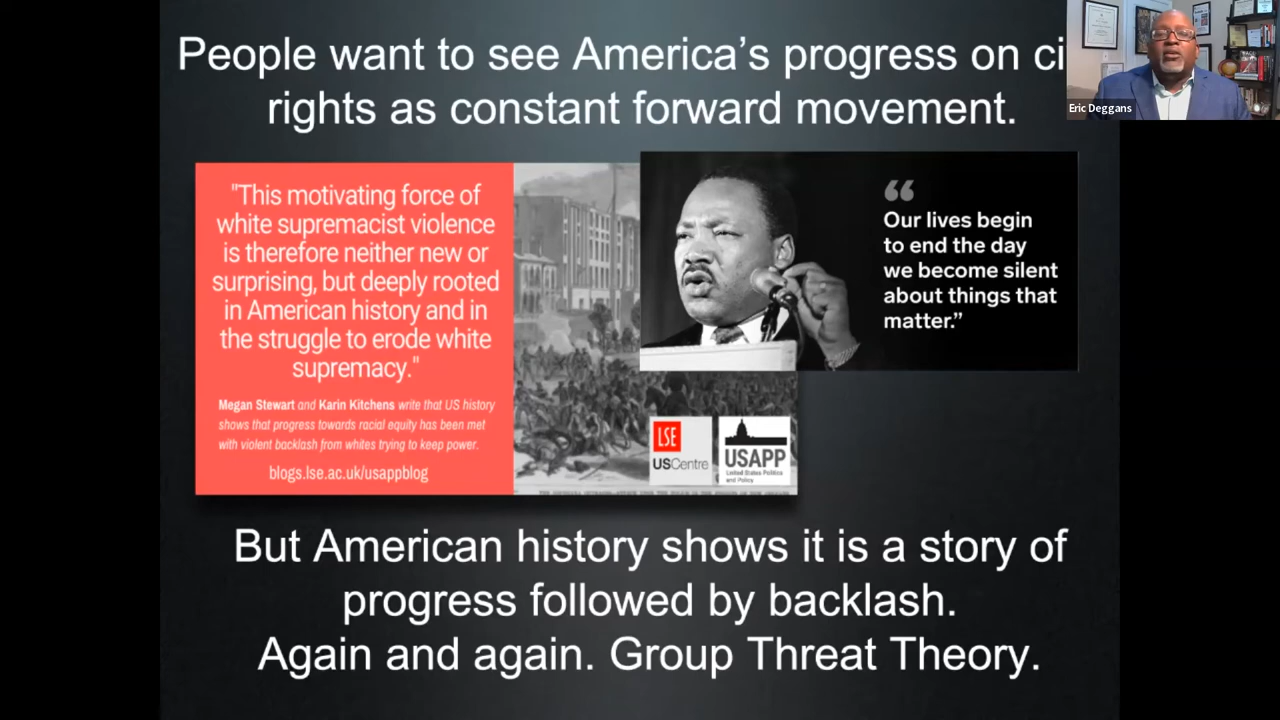 People want to see America’s progress on ci
rights as constant forward movement.
Eric Deggans
"This motivating force of
white supremacist violence
is therefore neither new or
surprising, but deeply rooted
in American history and in
the struggle to erode white
supremacy."
Megan Stewart and Karin Kitchens write that US history
shows that progress towards racial equity has been met
with violent backlash from whites trying to keep power.
blogs.lse.ac.uk/usappblog
LSE
USCentre
USAPP
United States Politics
and Policy
“
Our lives begin
to end the day
we become silent
about things that
matter.”
But American history shows it is a story of
progress followed by backlash.
Again and again. Group Threat Theory.